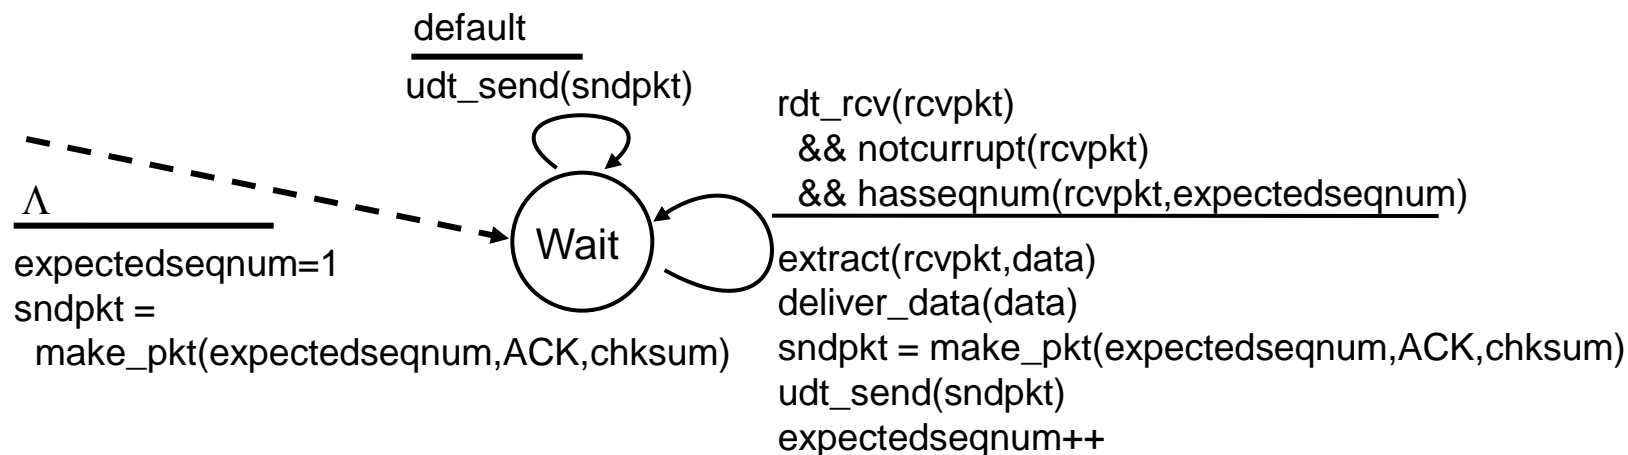 default
udt_send(sndpkt)
rdt_rcv(rcvpkt)
&& notcurrupt(rcvpkt)
&& hasseqnum(rcvpkt,expectedseqnum)
Λ
expectedseqnum=1
sndpkt =
make_pkt(expectedseqnum,ACK,chksum)
Wait
extract(rcvpkt,data)
deliver_data(data)
sndpkt = make_pkt(expectedseqnum,ACK,chksum)
udt_send(sndpkt)
expectedseqnum++